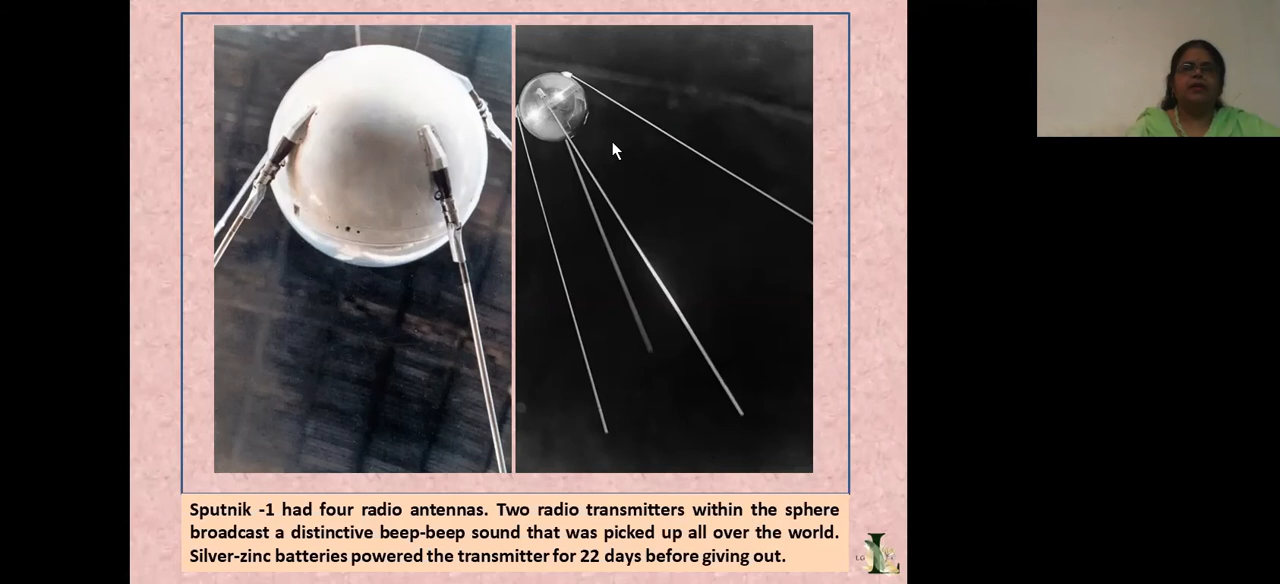 Sputnik -1 had four radio antennas. Two radio transmitters within the sphere
broadcast a distinctive beep-beep sound that was picked up all over the world.
Silver-zinc batteries powered the transmitter for 22 days before giving out.